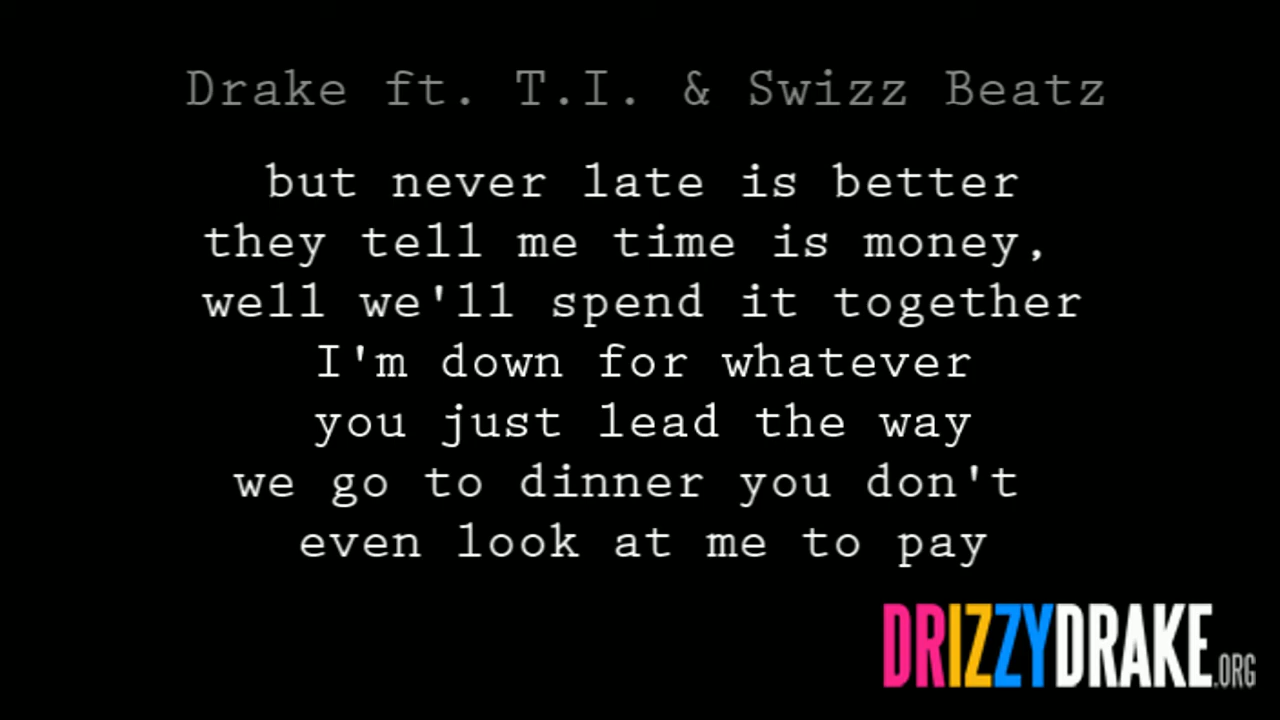 Drake ft. T.I. & Swizz Beatz
but never late is better
they tell me time is money,
well we'll spend it together
I'm down for whatever
you just lead the way
we go to dinner you don't
even look at me to pay
DRIZZYDRAKE.ORG